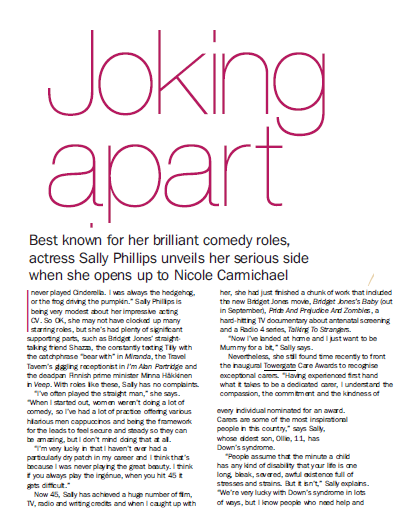 Joking
apart
Best known for her brilliant comedy roles,
actress Sally Phillips unveils her serious side
when she opens up to Nicole Carmichael
I never played Cinderella. I was always the hedgehog,
or the frog driving the pumpkin." Sally Phillips is
being very modest about her impressive acting
CV. So OK, she may not have clocked up many
starring roles, but she's had plenty of significant
supporting parts, such as Bridget Jones' straight-
talking friend Shazza, the constantly texting Tilly with
the catchphrase "bear with" in Miranda, the Travel
Tavern's giggling receptionist in I'm Alan Partridge and
the deadpan Finnish prime minister Minna Häkkinen
in Veep. With roles like these, Sally has no complaints.
"I've often played the straight man," she says.
"When I started out, women weren't doing a lot of
comedy, so I've had a lot of practice offering various
hilarious men cappuccinos and being the framework
for the leads to feel secure and steady so they can
be amazing, but I don't mind doing that at all.
"I'm very lucky in that I haven't ever had a
particularly dry patch in my career and I think that's
because I was never playing the great beauty. I think
if you always play the ingénue, when you hit 45 it
gets difficult."
Now 45, Sally has achieved a huge number of film,
TV, radio and writing credits and when I caught up with
her, she had just finished a chunk of work that included
the new Bridget Jones movie, Bridget Jones's Baby (out
in September), Pride And Prejudice And Zombies, a
hard-hitting TV documentary about antenatal screening
and a Radio 4 series, Talking To Strangers.
"Now I've landed at home and I just want to be
Mummy for a bit," Sally says.
Nevertheless, she still found time recently to front
the inaugural Towergate Care Awards to recognise
exceptional carers. "Having experienced first hand
what it takes to be a dedicated carer, I understand the
compassion, the commitment and the kindness of
every individual nominated for an award.
Carers are some of the most inspirational
people in this country," says Sally,
whose eldest son, Ollie, 11, has
Down's syndrome.
"People assume that the minute a child
has any kind of disability that your life is one
long, bleak, severed, awful existence full of
stresses and strains. But it isn't," Sally explains.
"We're very lucky with Down's syndrome in lots
of ways, but I know people who need help and